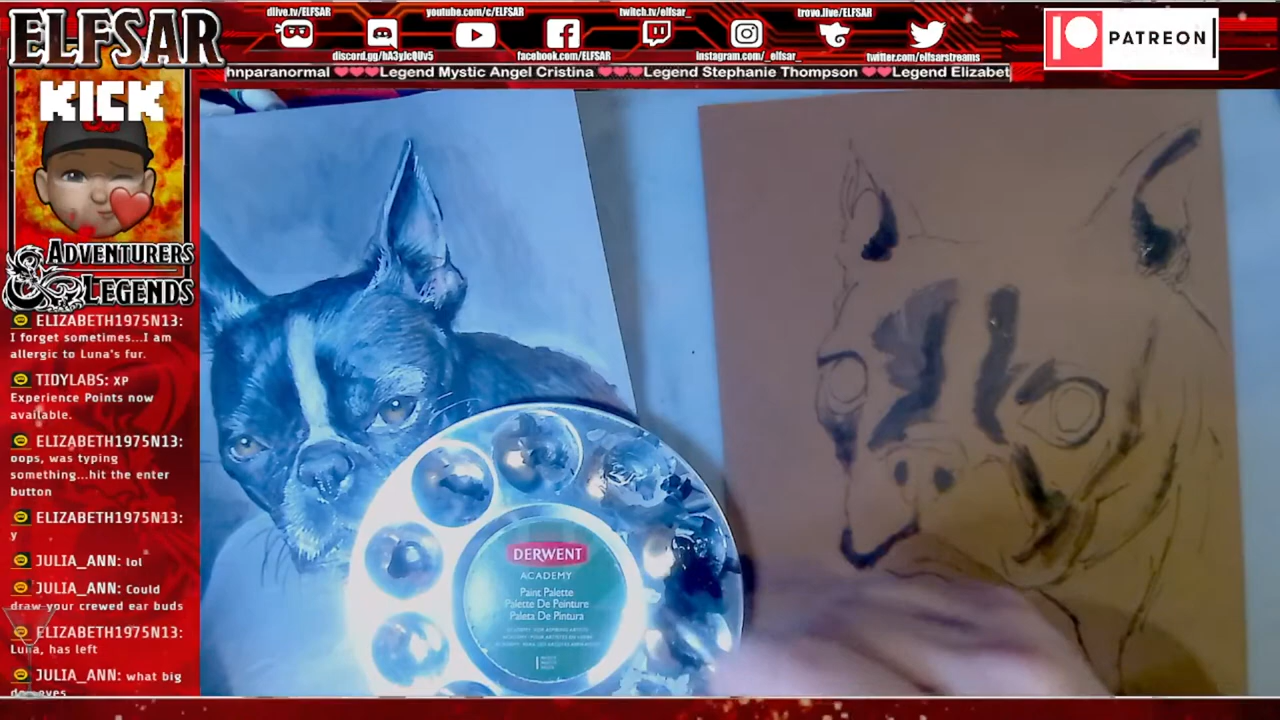 ELFSAR
dlive.tv/ELFSAR
youtube.com/c/ELFSAR
twitch.tv/elfsar_
trovo.live/ELFSAR
discord.gg/hA3yJcQUv5
facebook.com/ELFSAR
instagram.com/_elfsar_
twitter.com/elfsarstreams
PATREON
hnparanormal ❤❤❤Legend Mystic Angel Cristina ❤❤❤Legend Stephanie Thompson ❤❤Legend Elizabet
KICK
ADVENTURERS
& LEGENDS
ELIZABETH1975N13:
I forget sometimes...I am
allergic to Luna's fur.
TIDYLABS: XP
Experience Points now
available.
ELIZABETH1975N13:
oops, was typing
something...hit the enter
button
ELIZABETH1975N13:
y
JULIA_ANN: lol
JULIA_ANN: Could
draw your crewed ear buds
ELIZABETH1975N13:
Luna, has left
JULIA_ANN: what big
dog eyes
DERWENT
ACADEMY
Paint Palette
Palette De Peinture
Paleta De Pintura